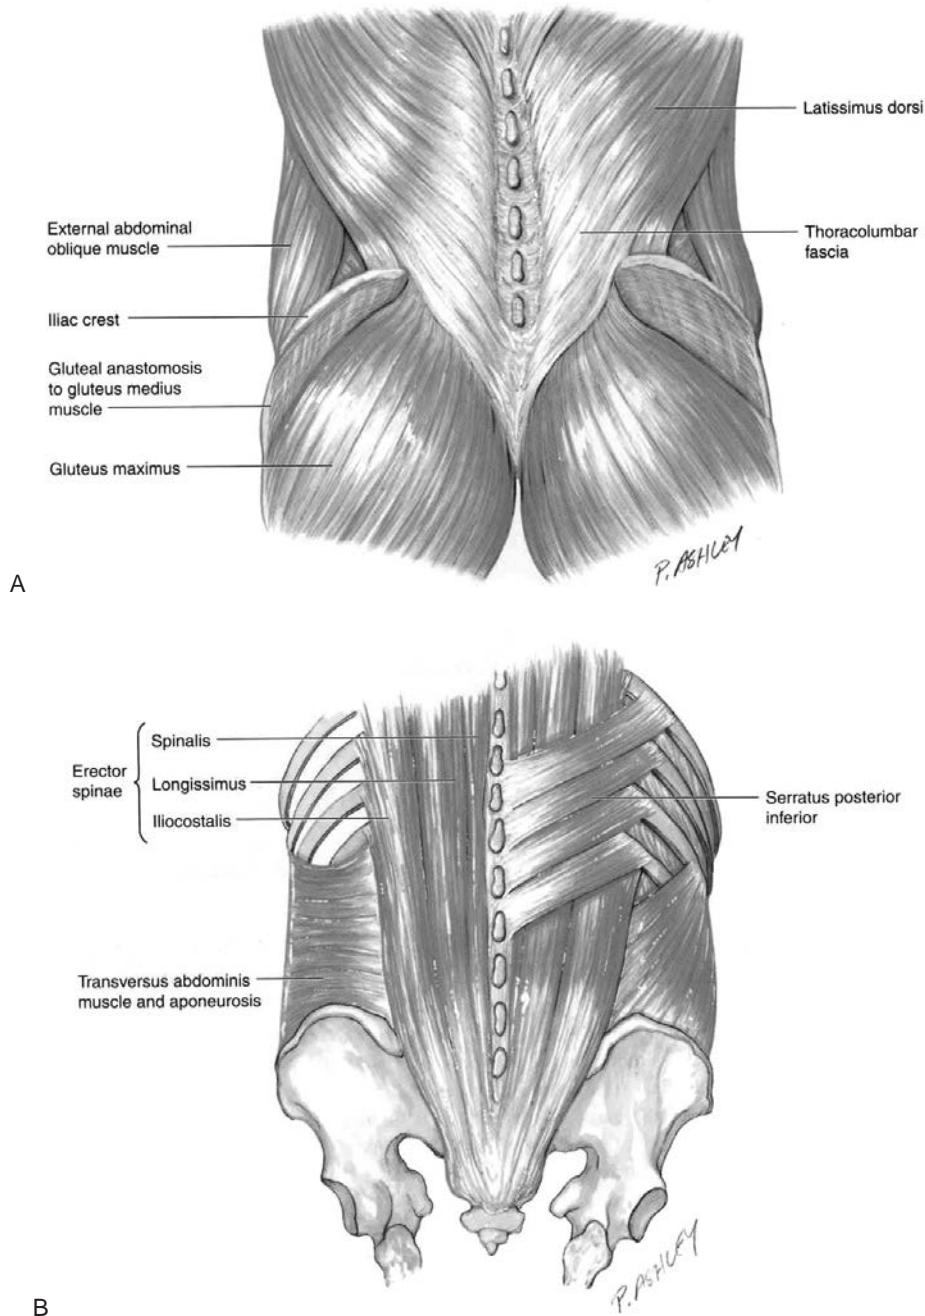 Latissimus dorsi
External abdominal
oblique muscle
Thoracolumbar
fascia
Iliac crest
Gluteal anastomosis
to gluteus medius
muscle
Gluteus maximus
P. ASHLEY
A
Erector
spinae
Spinalis
Longissimus
Iliocostalis
Serratus posterior
inferior
Transversus abdominis
muscle and aponeurosis
P. ASHLEY
B